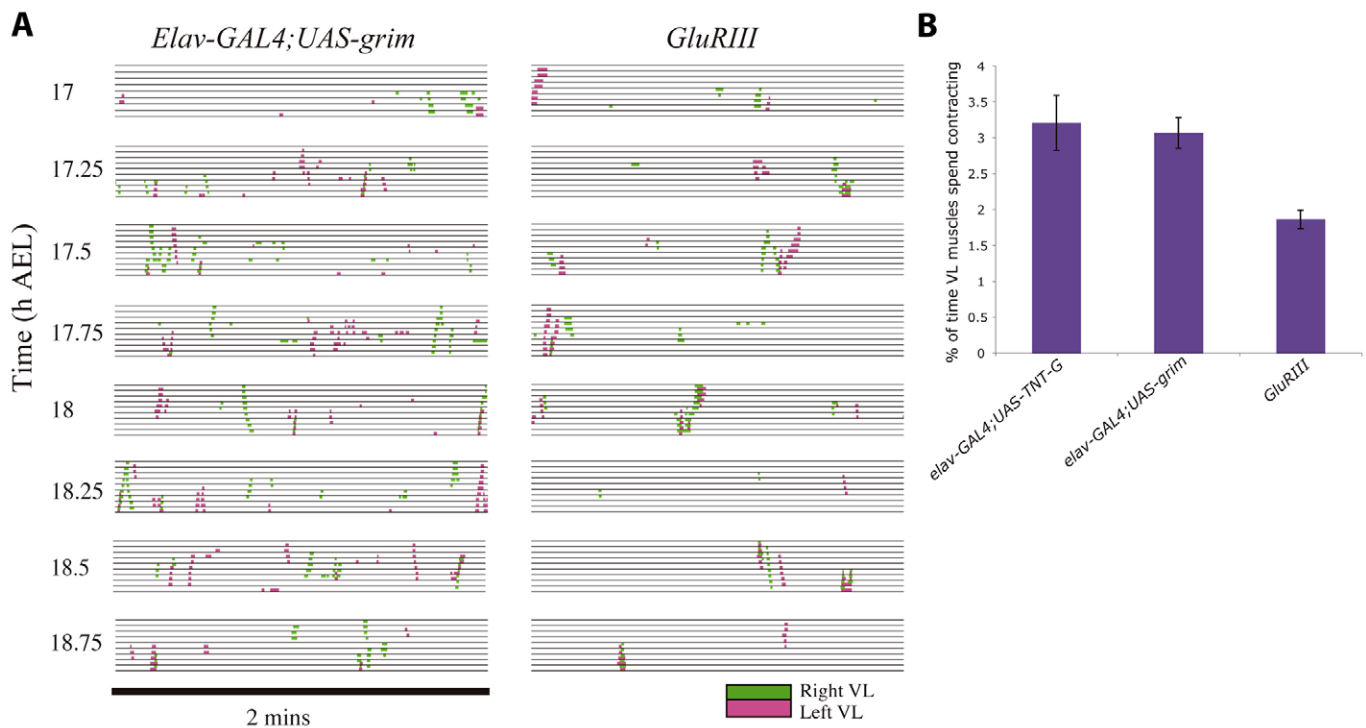 A
Elav-GAL4;UAS-grim
GluRIII
Time (h AEL)
17
17.25
17.5
17.75
18
18.25
18.5
18.75
2 mins
Right VL
Left VL
B
% of time VL muscles spend contracting
4
3.5
3
2.5
2
1.5
1
0.5
0
elav-GAL4;UAS-TNT-G
elav-GAL4;UAS-grim
GluRIII